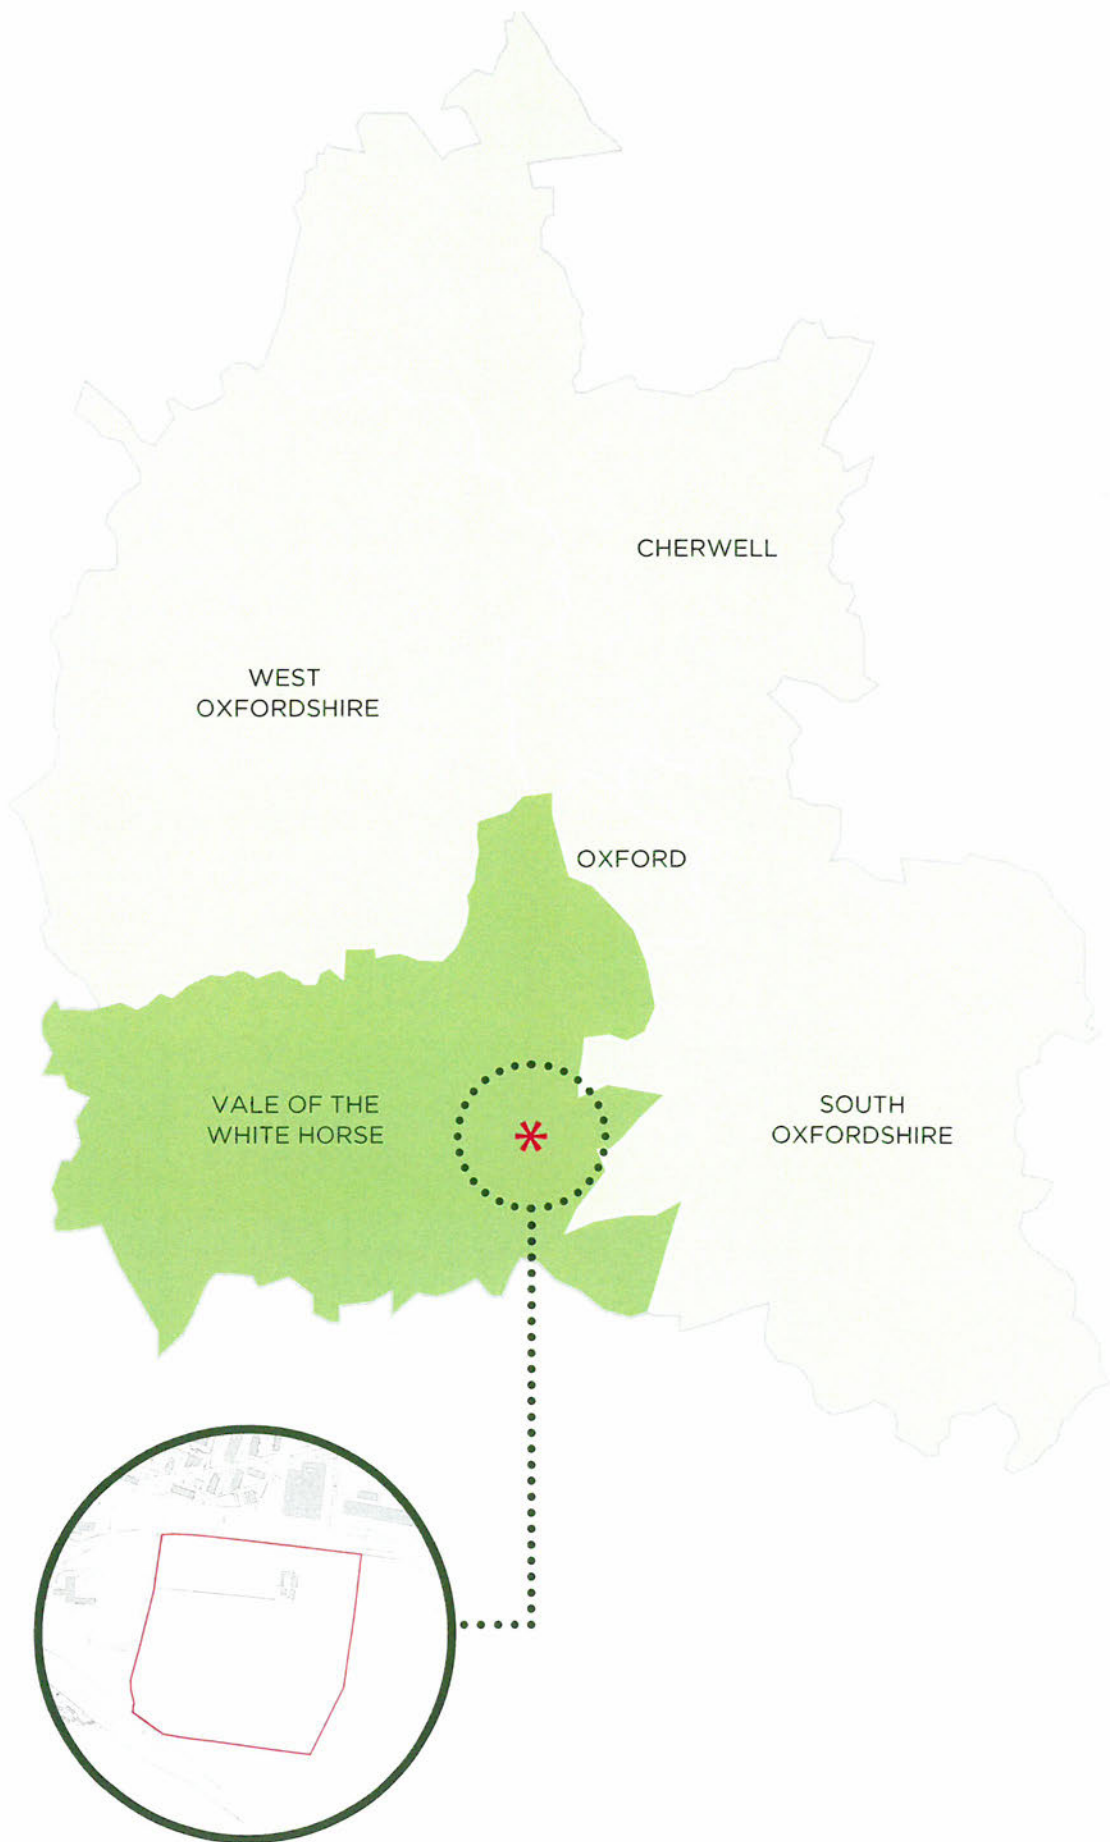 CHERWELL
WEST
OXFORDSHIRE
OXFORD
VALE OF THE
WHITE HORSE
SOUTH
OXFORDSHIRE